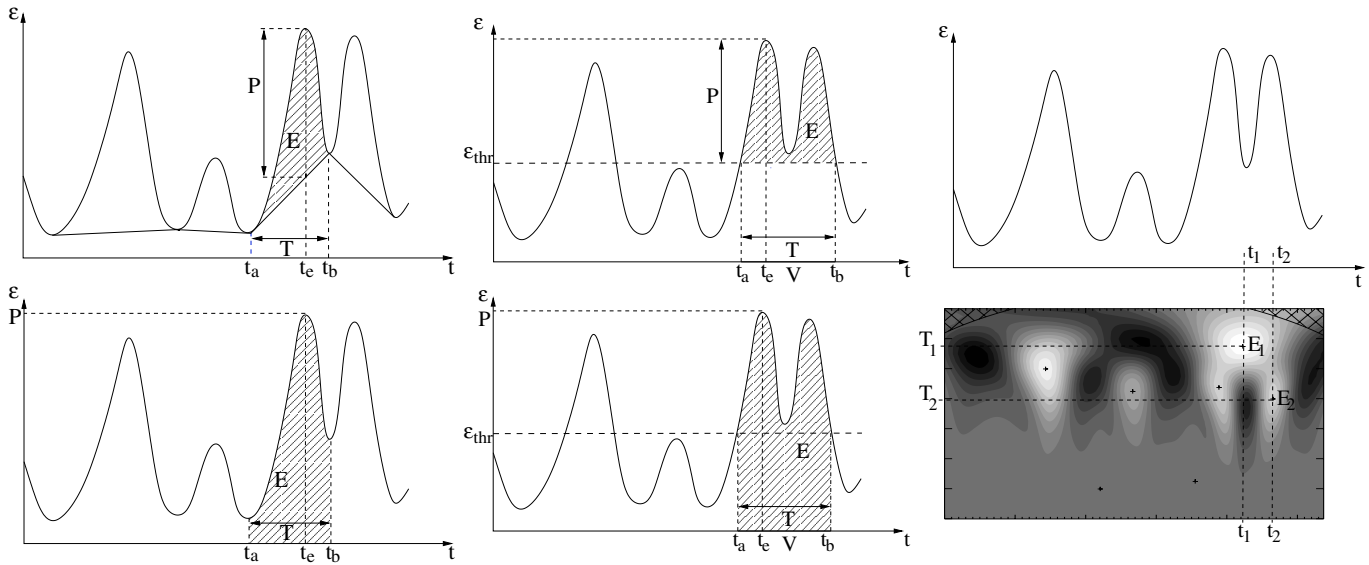 ε
P
E
T
t_a t_e t_b t
ε
P
E
ε_thr
T
t_a t_e V t_b t
ε
t_1 t_2
t
ε
P
E
T
t_a t_e t_b t
ε
P
ε_thr
E
T
t_a t_e V t_b t
T_1 E_1
T_2 E_2
t_1 t_2